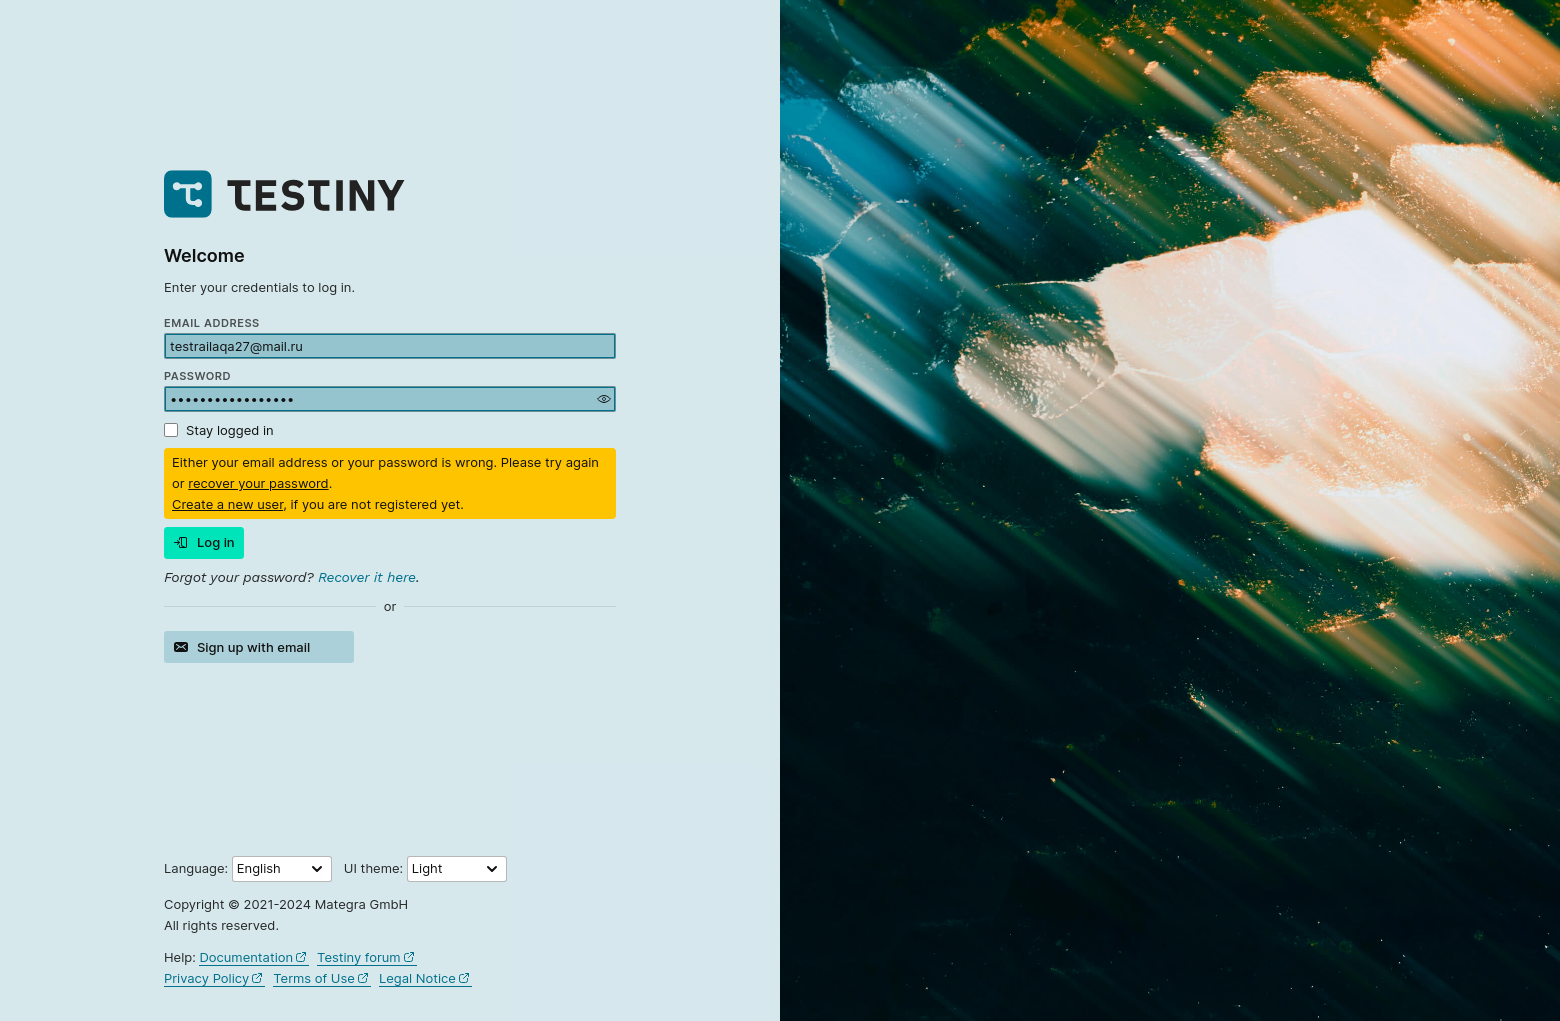 TESTINY
Welcome
Enter your credentials to log in.
EMAIL ADDRESS
testrailaqa27@mail.ru
PASSWORD
•••••••••••••••••
Stay logged in
Either your email address or your password is wrong. Please try again
or recover your password.
Create a new user, if you are not registered yet.
Log in
Forgot your password? Recover it here.
or
Sign up with email
Language: English UI theme: Light
Copyright © 2021-2024 Mategra GmbH
All rights reserved.
Help: Documentation Testiny forum
Privacy Policy Terms of Use Legal Notice